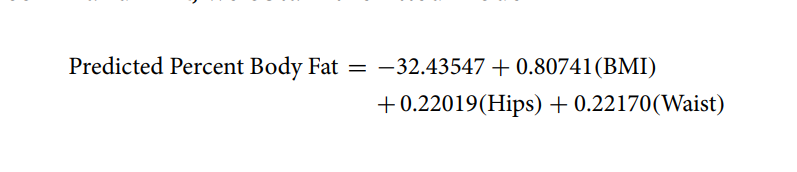 Predicted Percent Body Fat = −32.43547 + 0.80741(BMI)
+ 0.22019(Hips) + 0.22170(Waist)